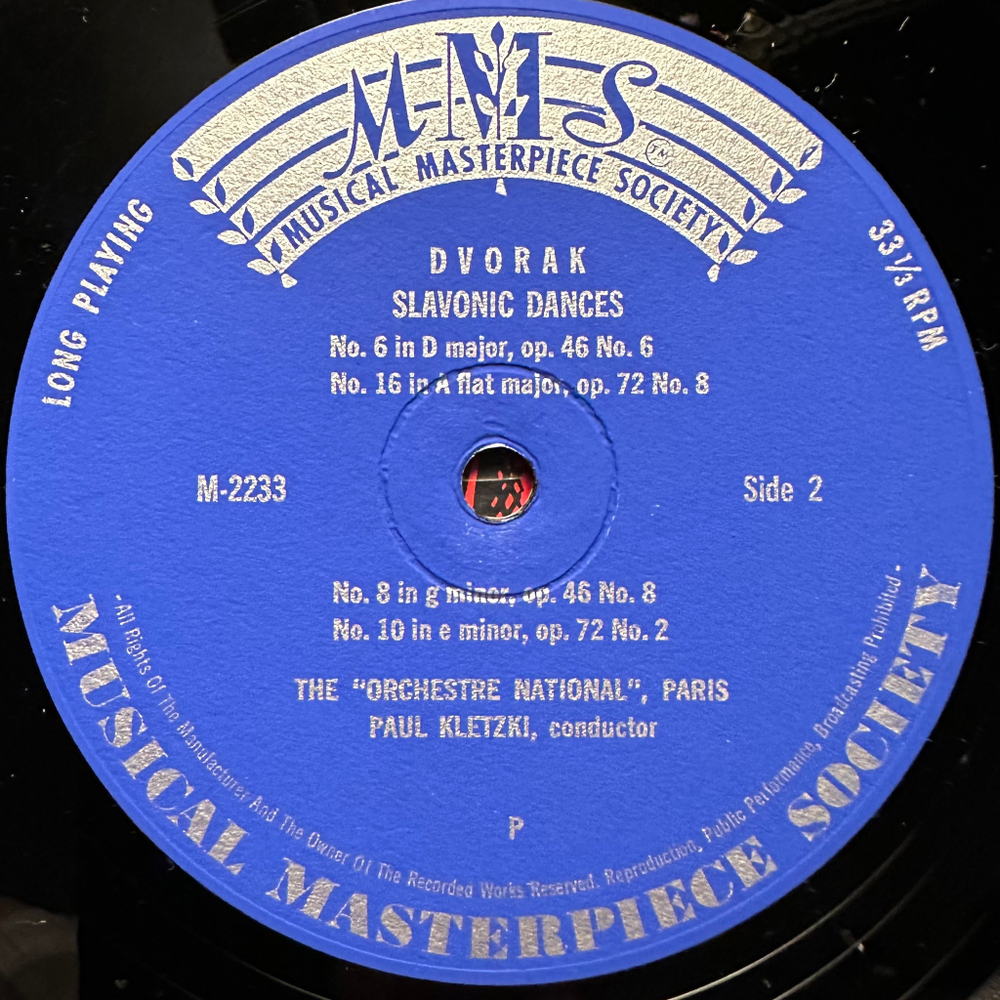 MMS
TM
MUSICAL MASTERPIECE SOCIETY
LONG PLAYING
33 1/3 RPM
DVORAK
SLAVONIC DANCES
No. 6 in D major, op. 46 No. 6
No. 16 in A flat major, op. 72 No. 8
M-2233
Side 2
No. 8 in g minor, op. 46 No. 8
No. 10 in e minor, op. 72 No. 2
THE "ORCHESTRE NATIONAL", PARIS
PAUL KLETZKI, conductor
P
- All Rights Of The Manufacturer And The Owner Of The Recorded Works Reserved. Reproduction, Public Performance, Broadcasting Prohibited -
MUSICAL MASTERPIECE SOCIETY